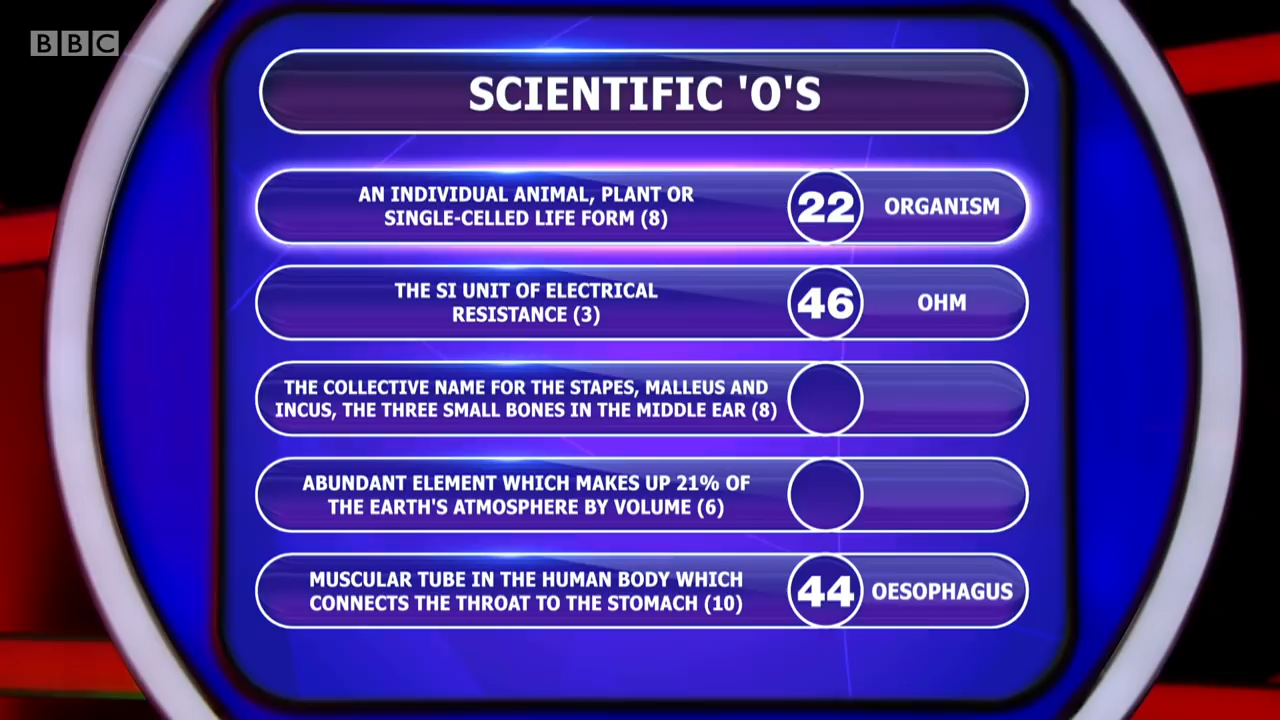 BBC
SCIENTIFIC 'O'S
AN INDIVIDUAL ANIMAL, PLANT OR
SINGLE-CELLED LIFE FORM (8)
22
ORGANISM
THE SI UNIT OF ELECTRICAL
RESISTANCE (3)
46
OHM
THE COLLECTIVE NAME FOR THE STAPES, MALLEUS AND
INCUS, THE THREE SMALL BONES IN THE MIDDLE EAR (8)
ABUNDANT ELEMENT WHICH MAKES UP 21% OF
THE EARTH'S ATMOSPHERE BY VOLUME (6)
MUSCULAR TUBE IN THE HUMAN BODY WHICH
CONNECTS THE THROAT TO THE STOMACH (10)
44
OESOPHAGUS